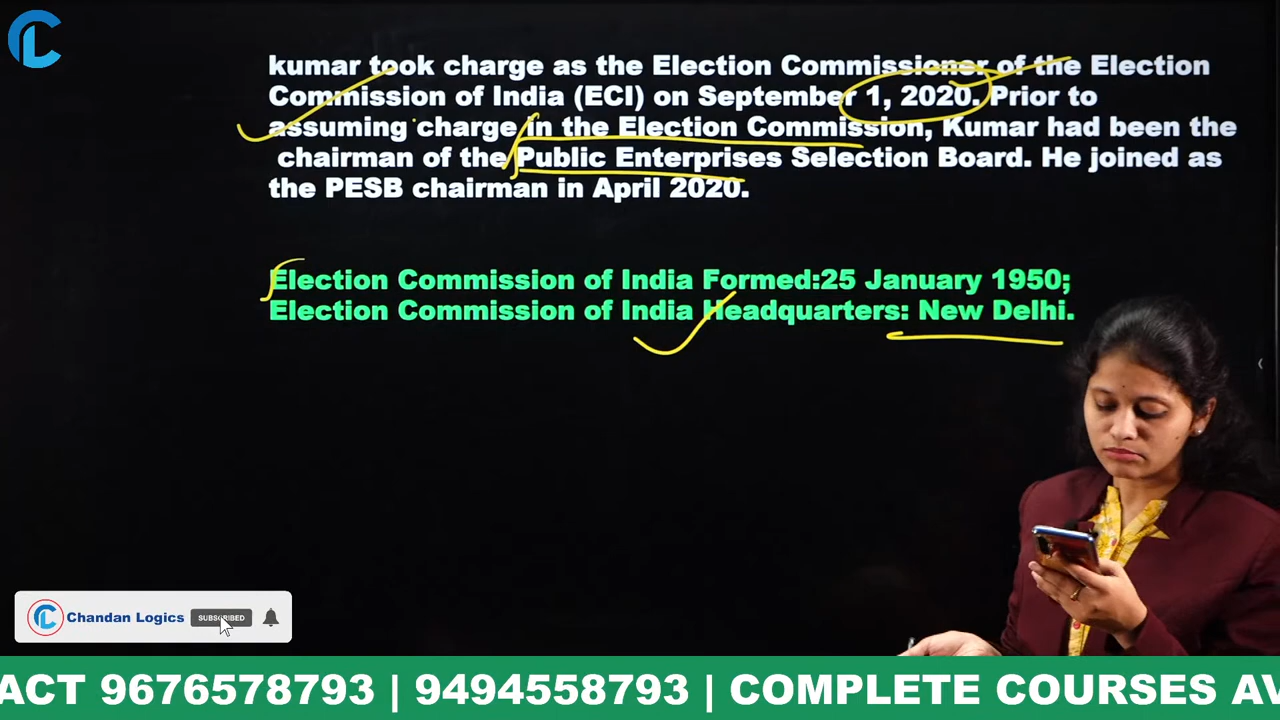 kumar took charge as the Election Commissioner of the Election
Commission of India (ECI) on September 1, 2020. Prior to
assuming charge in the Election Commission, Kumar had been the
chairman of the Public Enterprises Selection Board. He joined as
the PESB chairman in April 2020.
Election Commission of India Formed:25 January 1950;
Election Commission of India Headquarters: New Delhi.
Chandan Logics SUBSCRIBED
ACT 9676578793 | 9494558793 | COMPLETE COURSES AV